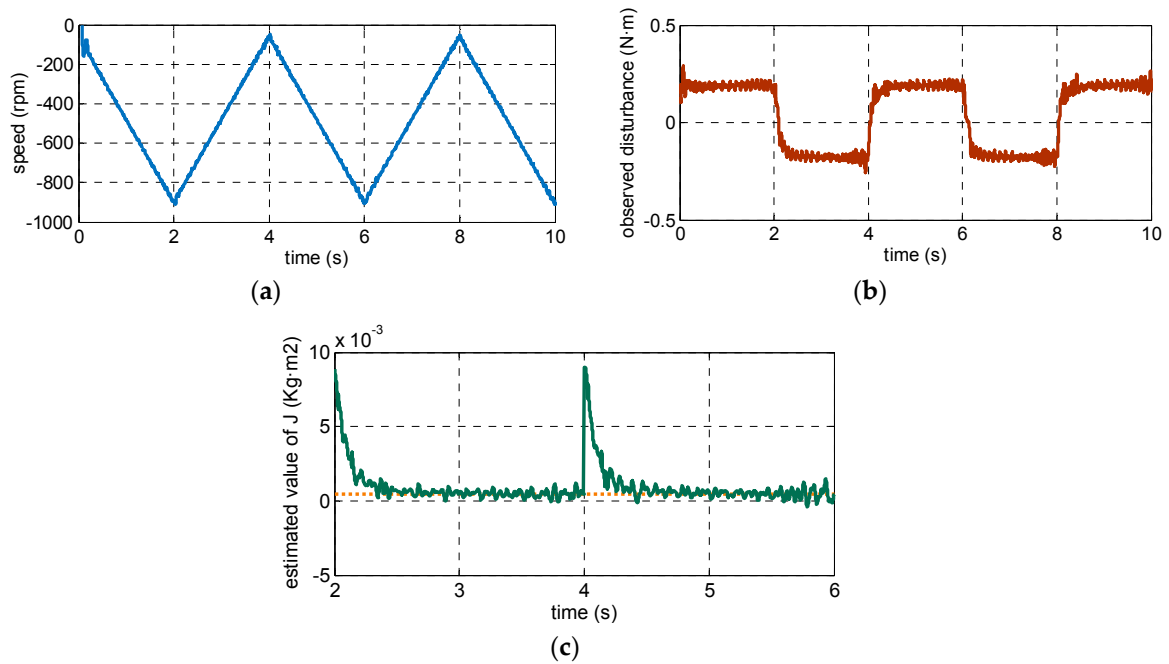 0
-200
-400
-600
-800
-1000
speed (rpm)
0 2 4 6 8 10
time (s)
(a)
0.5
0
-0.5
observed disturbance (N·m)
0 2 4 6 8 10
time (s)
(b)
x 10⁻³
10
5
0
-5
estimated value of J (Kg·m2)
2 3 4 5 6
time (s)
(c)